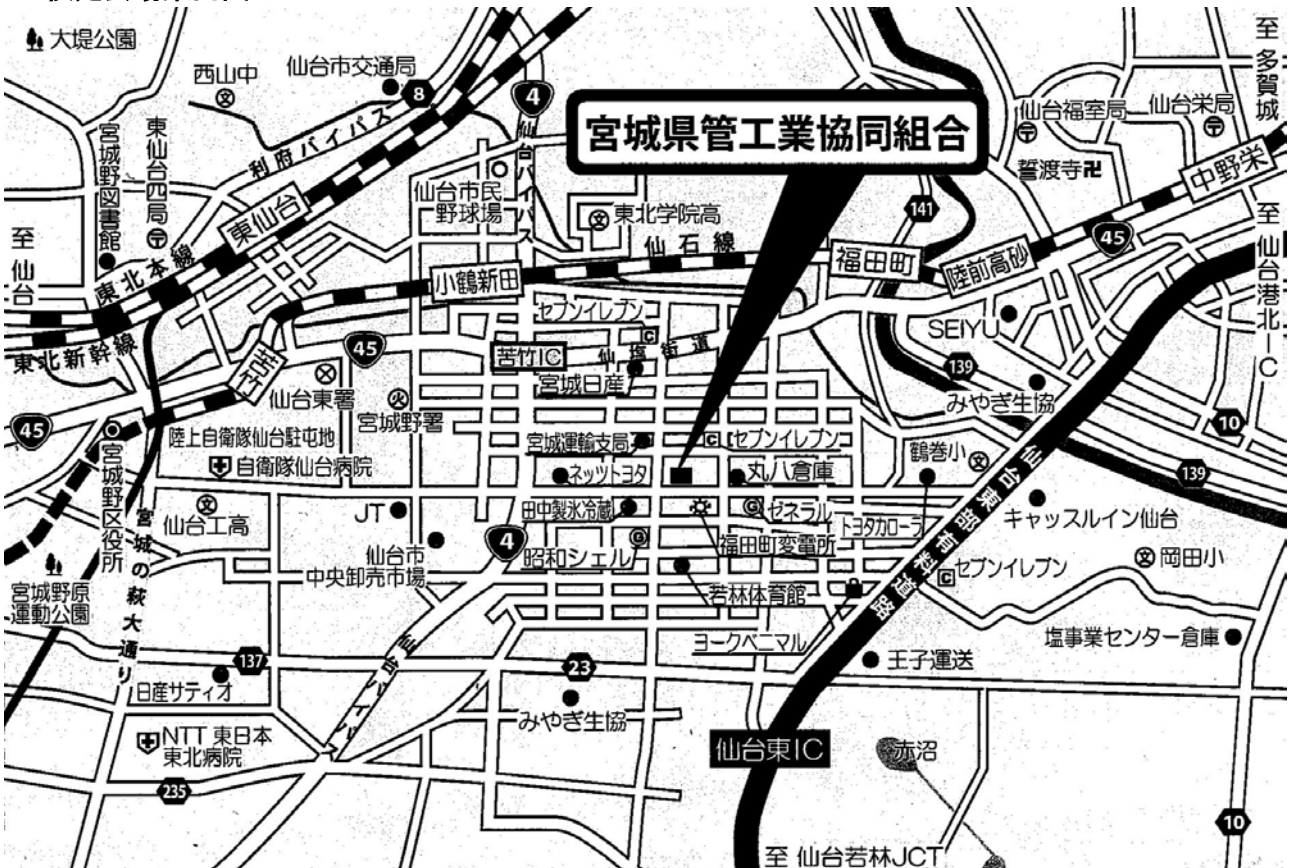 大堤公園
西山中
文
仙台市交通局
8
4
仙台バイパス
利府バイパス
宮城野図書館
東仙台四局
東仙台
仙台市民
野球場
宮城県管工業協同組合
文
東北学院高
141
仙台福室局
仙台栄局
誓渡寺卍
至 多賀城
中野栄
45
至仙台港北IC
至仙台
東北本線
東北新幹線
小鶴新田
仙石線
福田町
陸前高砂
セブンイレブン
C
苦竹IC
仙塩街道
宮城日産
苦竹
45
仙台東署
火
宮城野署
SEIYU
139
みやぎ生協
45
陸上自衛隊仙台駐屯地
自衛隊仙台病院
宮城運輸支局
C
セブンイレブン
鶴巻小
文
10
139
ネッツトヨタ
丸八倉庫
仙台東部有料道路
宮城野区役所
宮城の萩大通り
文
仙台工高
JT
田中製氷冷蔵
G
ゼネラル
トヨタカローラ
キャッスルイン仙台
仙台市
中央卸売市場
4
昭和シェル
G
福田町変電所
C
セブンイレブン
文
岡田小
宮城野原
運動公園
若林体育館
ヨークベニマル
塩事業センター倉庫
137
日産サティオ
仙台バイパス
23
王子運送
みやぎ生協
NTT 東日本
東北病院
仙台東IC
赤沼
235
10
至 仙台若林JCT